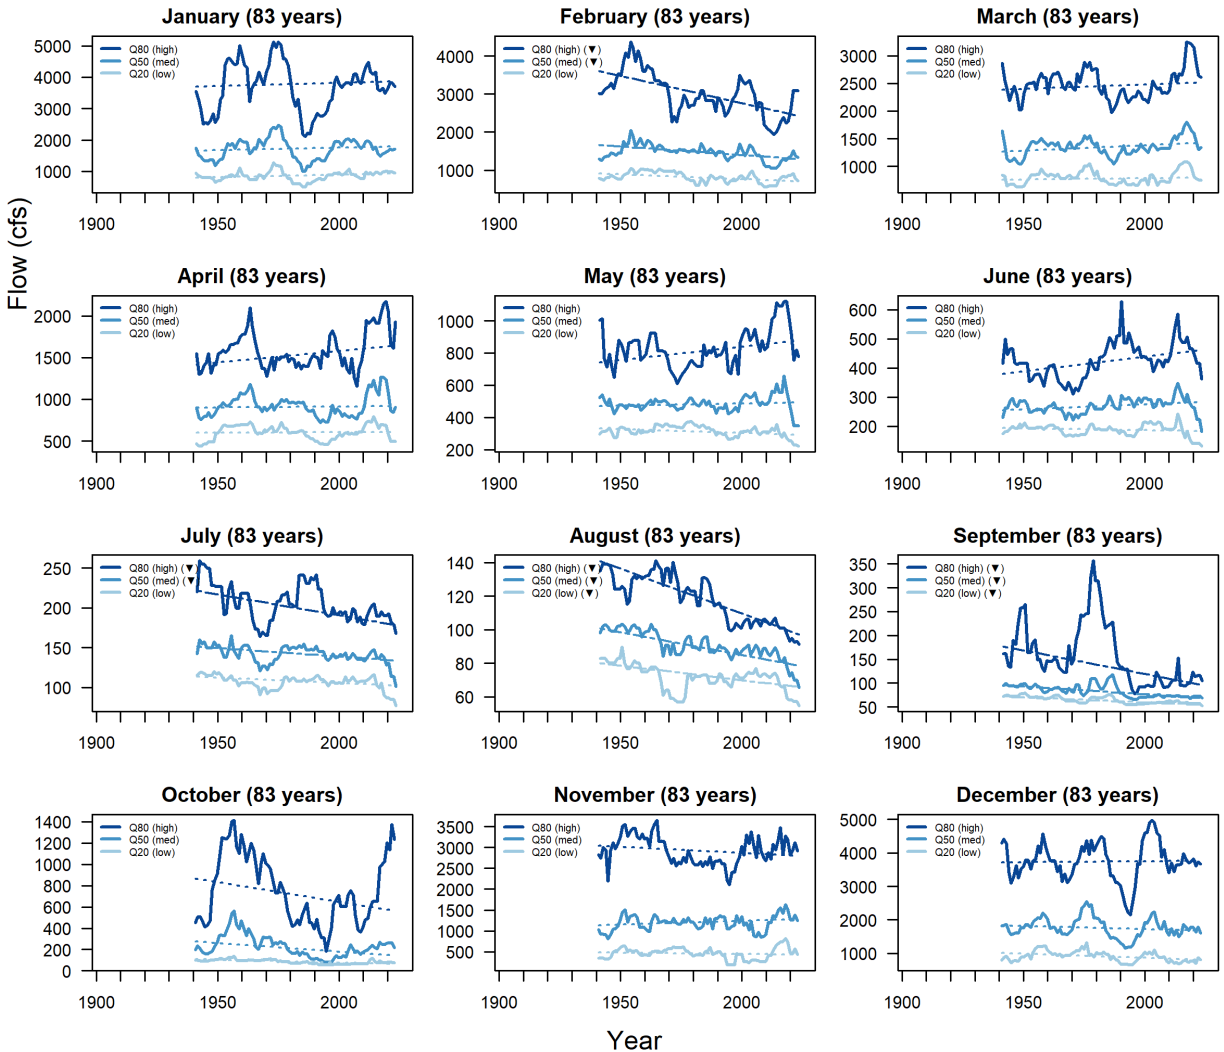 January (83 years)
5000
4000
3000
2000
1000
Q80 (high)
Q50 (med)
Q20 (low)
1900
1950
2000
February (83 years)
4000
3000
2000
1000
Q80 (high) (▼)
Q50 (med) (▼)
Q20 (low)
1900
1950
2000
March (83 years)
3000
2500
2000
1500
1000
Q80 (high)
Q50 (med)
Q20 (low)
1900
1950
2000
Flow (cfs)
April (83 years)
2000
1500
1000
500
Q80 (high)
Q50 (med)
Q20 (low)
1900
1950
2000
May (83 years)
1000
800
600
400
200
Q80 (high)
Q50 (med)
Q20 (low)
1900
1950
2000
June (83 years)
600
500
400
300
200
Q80 (high)
Q50 (med)
Q20 (low)
1900
1950
2000
July (83 years)
250
200
150
100
Q80 (high) (▼)
Q50 (med) (▼)
Q20 (low)
1900
1950
2000
August (83 years)
140
120
100
80
60
Q80 (high) (▼)
Q50 (med) (▼)
Q20 (low) (▼)
1900
1950
2000
September (83 years)
350
300
250
200
150
100
50
Q80 (high) (▼)
Q50 (med) (▼)
Q20 (low) (▼)
1900
1950
2000
October (83 years)
1400
1200
1000
800
600
400
200
0
Q80 (high)
Q50 (med)
Q20 (low)
1900
1950
2000
November (83 years)
3500
3000
2500
2000
1500
1000
500
Q80 (high)
Q50 (med)
Q20 (low)
1900
1950
2000
December (83 years)
5000
4000
3000
2000
1000
Q80 (high)
Q50 (med)
Q20 (low)
1900
1950
2000
Year